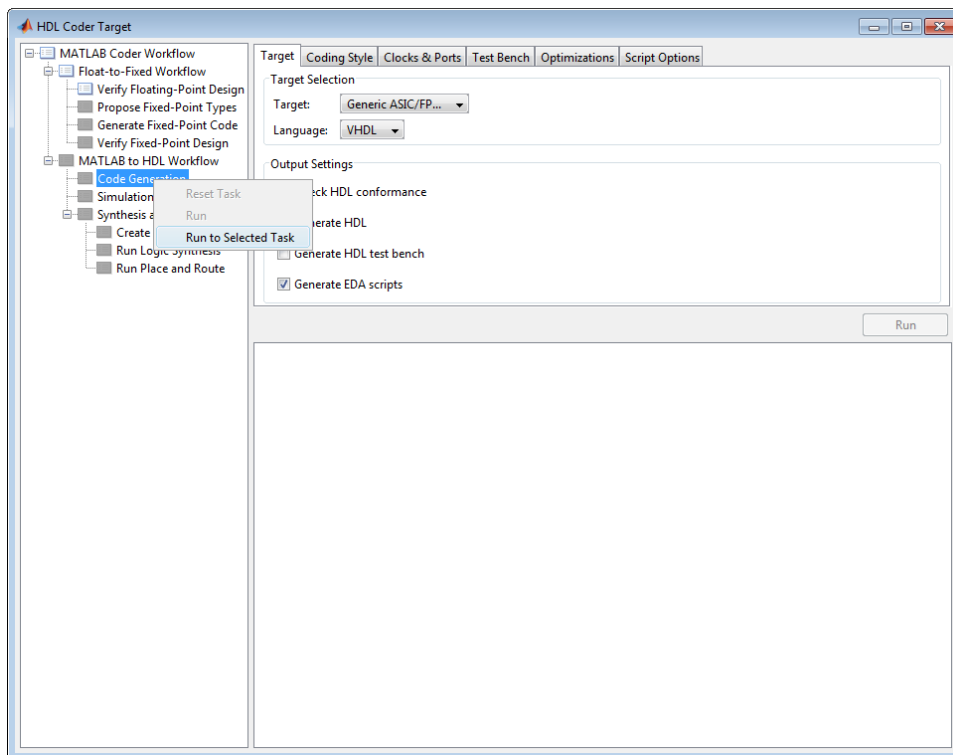 HDL Coder Target
MATLAB Coder Workflow
Float-to-Fixed Workflow
Verify Floating-Point Design
Propose Fixed-Point Types
Generate Fixed-Point Code
Verify Fixed-Point Design
MATLAB to HDL Workflow
Code Generation
Simulation
Synthesis a
Create
Run Logic Synthesis
Run Place and Route
Reset Task
Run
Run to Selected Task
Target Coding Style Clocks & Ports Test Bench Optimizations Script Options
Target Selection
Target: Generic ASIC/FP...
Language: VHDL
Output Settings
eck HDL conformance
nerate HDL
Generate HDL test bench
Generate EDA scripts
Run